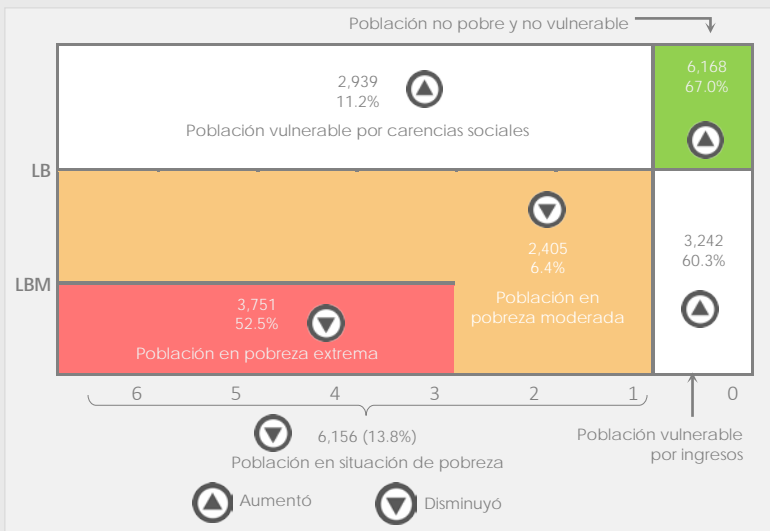 Población no pobre y no vulnerable
2,939
11.2%
Población vulnerable por carencias sociales
6,168
67.0%
LB
2,405
6.4%
Población en
pobreza moderada
3,242
60.3%
LBM
3,751
52.5%
Población en pobreza extrema
6 5 4 3 2 1 0
6,156 (13.8%)
Población en situación de pobreza
Población vulnerable
por ingresos
Aumentó
Disminuyó